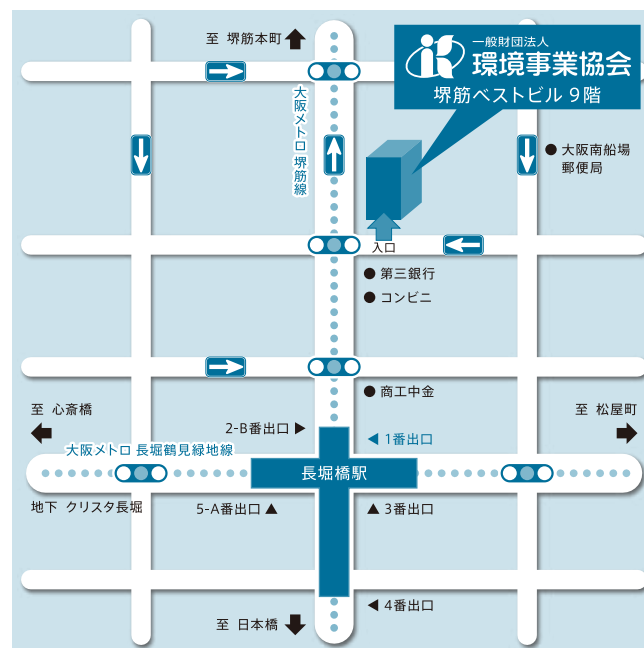 至 堺筋本町
一般財団法人
環境事業協会
堺筋ベストビル 9階
大阪メトロ 堺筋線
● 大阪南船場
郵便局
入口
● 第三銀行
● コンビニ
● 商工中金
至 心斎橋
至 松屋町
2-B番出口 ▶
◀ 1番出口
大阪メトロ 長堀鶴見緑地線
長堀橋駅
地下 クリスタ長堀
5-A番出口 ▲
▲ 3番出口
◀ 4番出口
至 日本橋